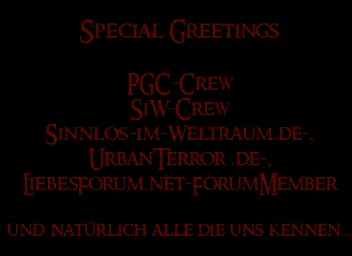 Special Greetings
PGC-Crew
SiW-Crew
Sinnlos-im-Weltraum.de-,
UrbanTerror.de-,
Liebesforum.net-forumMember
und natürlich alle die uns kennen...